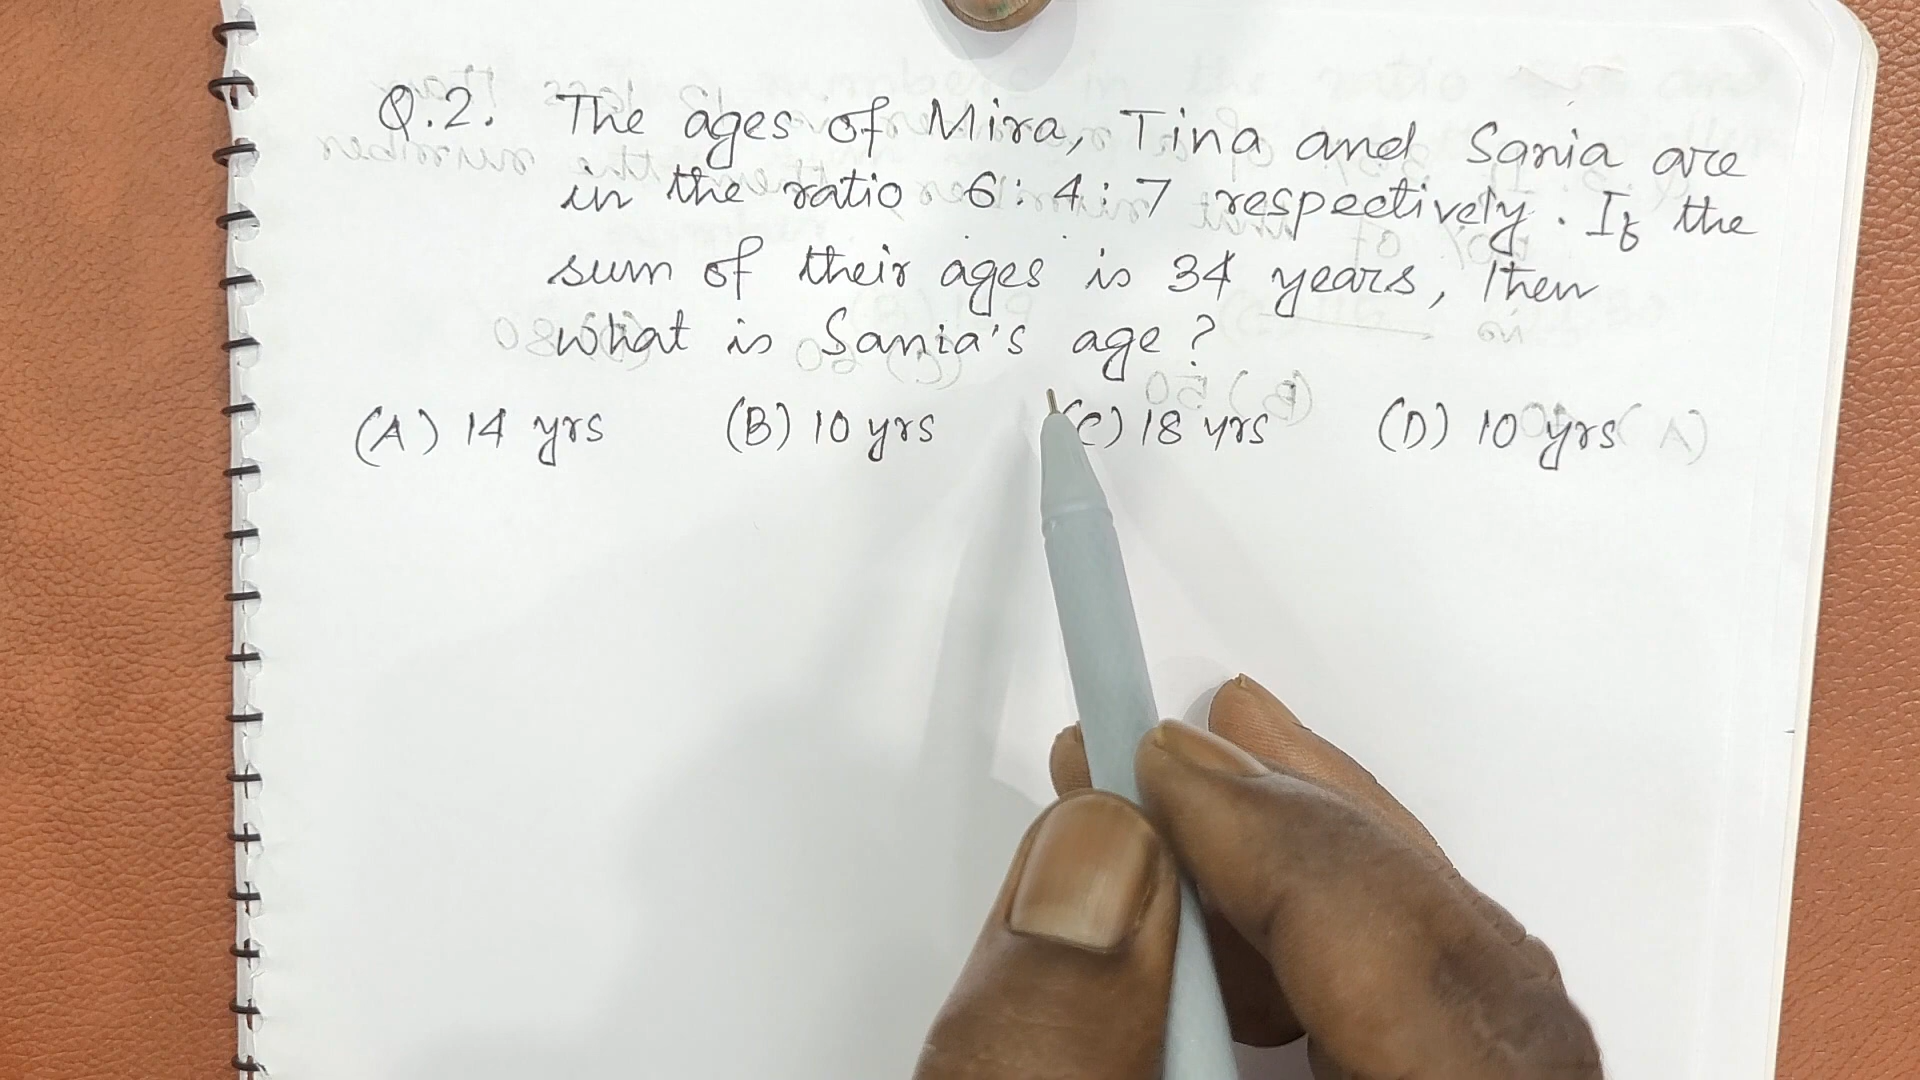 Q.2. The ages of Mira, Tina and Sania are
in the ratio 6:4:7 respectively. If the
sum of their ages is 34 years, then
what is Sania's age?
(A) 14 yrs (B) 10 yrs (C) 18 yrs (D) 10 yrs